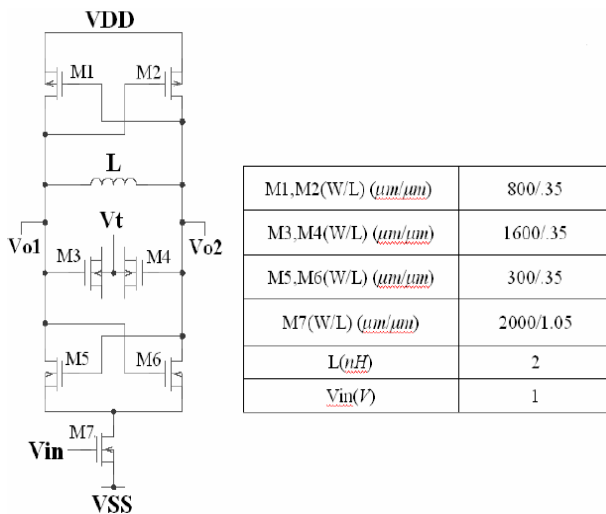 VDD
M1
M2
L
Vt
Vo1
Vo2
M3
M4
M5
M6
M7
Vin
VSS
M1,M2(W/L) (μm/μm) 800/.35
M3,M4(W/L) (μm/μm) 1600/.35
M5,M6(W/L) (μm/μm) 300/.35
M7(W/L) (μm/μm) 2000/1.05
L(nH) 2
Vin(V) 1